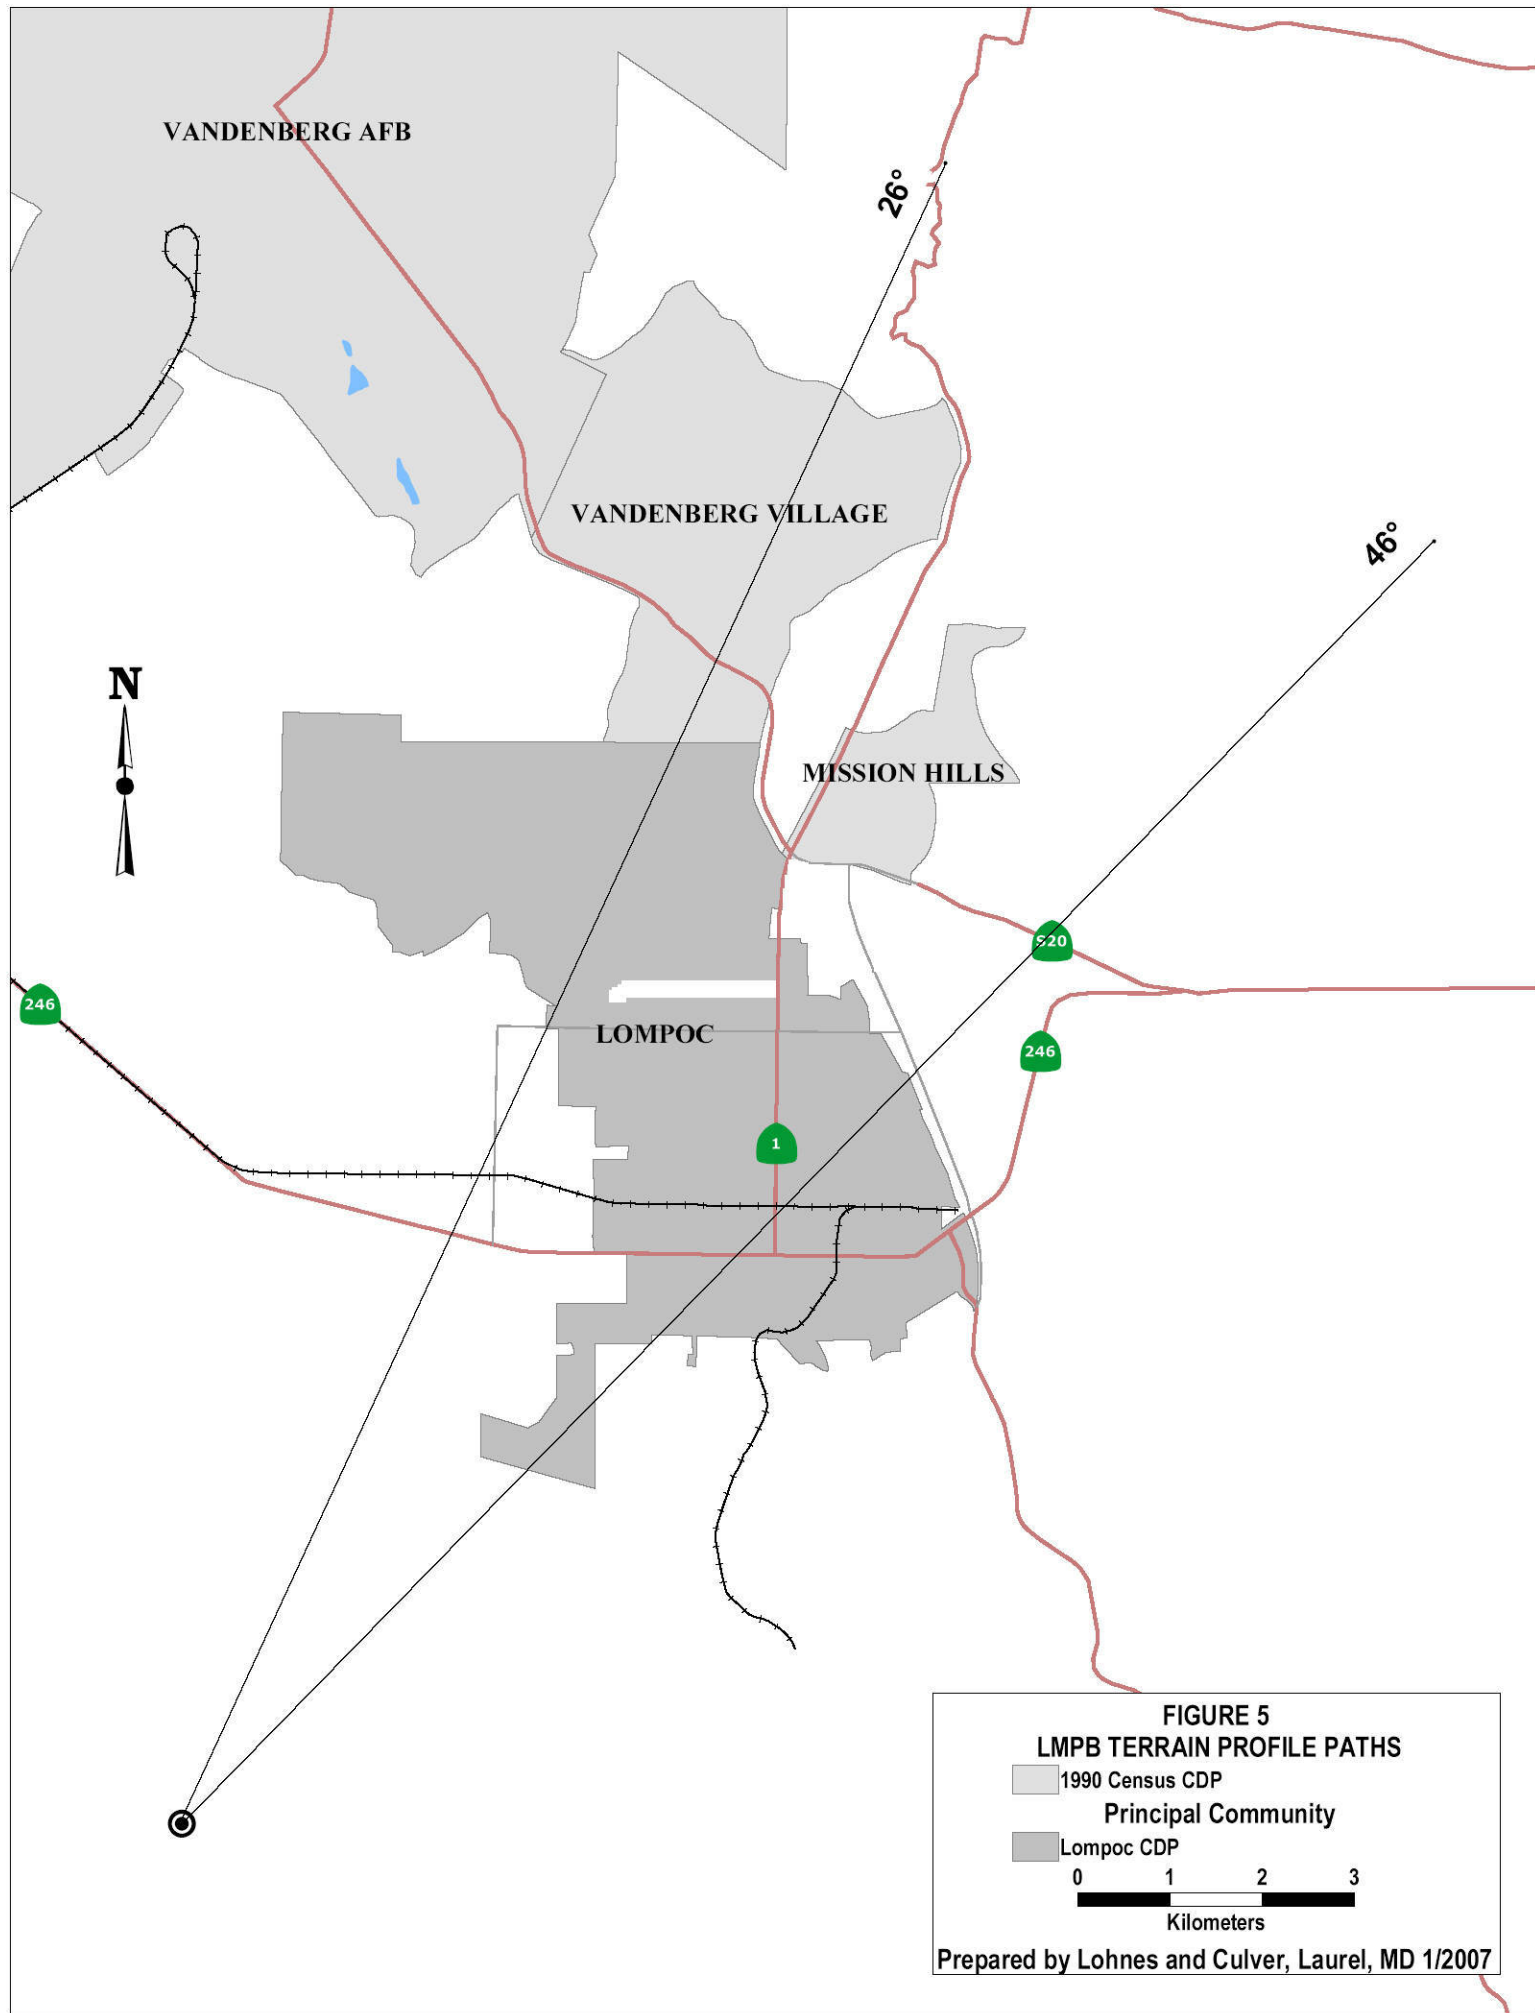 VANDENBERG AFB
26°
VANDENBERG VILLAGE
46°
N
MISSION HILLS
S20
246
LOMPOC
246
1
FIGURE 5
LMPB TERRAIN PROFILE PATHS
1990 Census CDP
Principal Community
Lompoc CDP
0 1 2 3
Kilometers
Prepared by Lohnes and Culver, Laurel, MD 1/2007